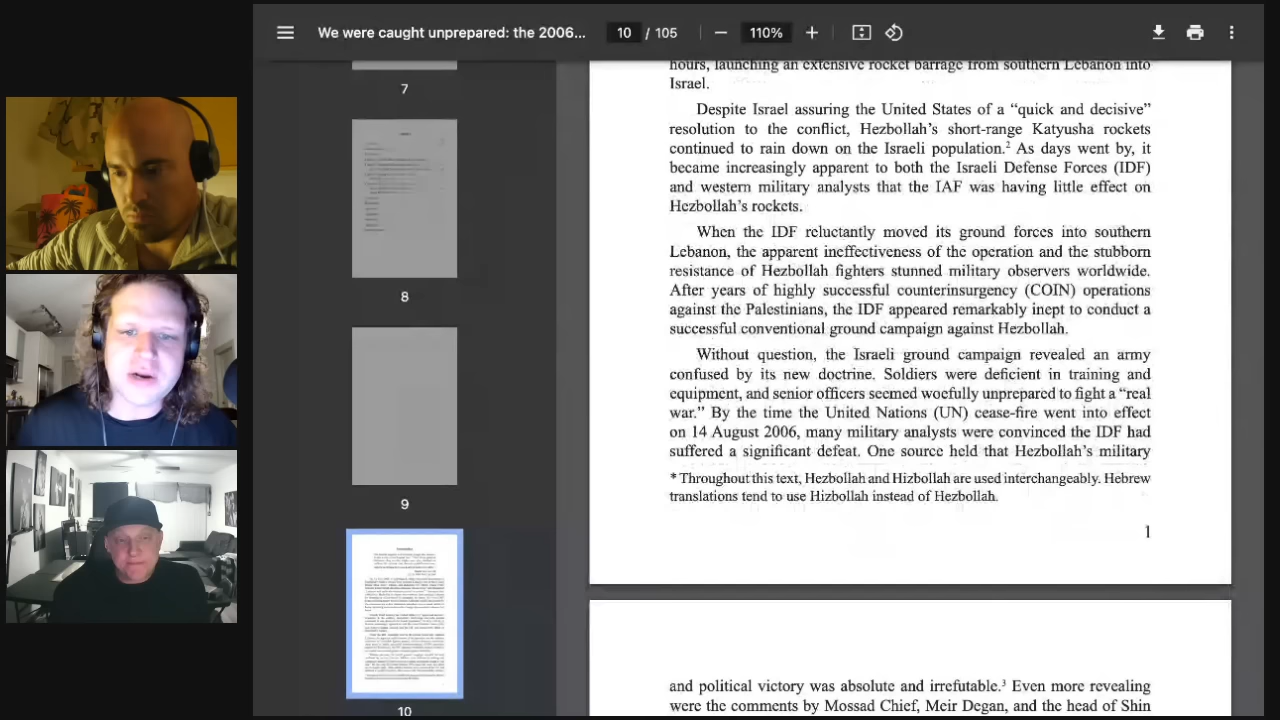 We were caught unprepared: the 2006...
10 / 105
110%
7
8
9
10
hours, launching an extensive rocket barrage from southern Lebanon into
Israel.
Despite Israel assuring the United States of a “quick and decisive”
resolution to the conflict, Hezbollah’s short-range Katyusha rockets
continued to rain down on the Israeli population.2 As days went by, it
became increasingly apparent to both the Israeli Defense Forces (IDF)
and western military analysts that the IAF was having little effect on
Hezbollah’s rockets.
When the IDF reluctantly moved its ground forces into southern
Lebanon, the apparent ineffectiveness of the operation and the stubborn
resistance of Hezbollah fighters stunned military observers worldwide.
After years of highly successful counterinsurgency (COIN) operations
against the Palestinians, the IDF appeared remarkably inept to conduct a
successful conventional ground campaign against Hezbollah.
Without question, the Israeli ground campaign revealed an army
confused by its new doctrine. Soldiers were deficient in training and
equipment, and senior officers seemed woefully unprepared to fight a “real
war.” By the time the United Nations (UN) cease-fire went into effect
on 14 August 2006, many military analysts were convinced the IDF had
suffered a significant defeat. One source held that Hezbollah’s military
* Throughout this text, Hezbollah and Hizbollah are used interchangeably. Hebrew
translations tend to use Hizbollah instead of Hezbollah.
1
and political victory was absolute and irrefutable.3 Even more revealing
were the comments by Mossad Chief, Meir Degan, and the head of Shin